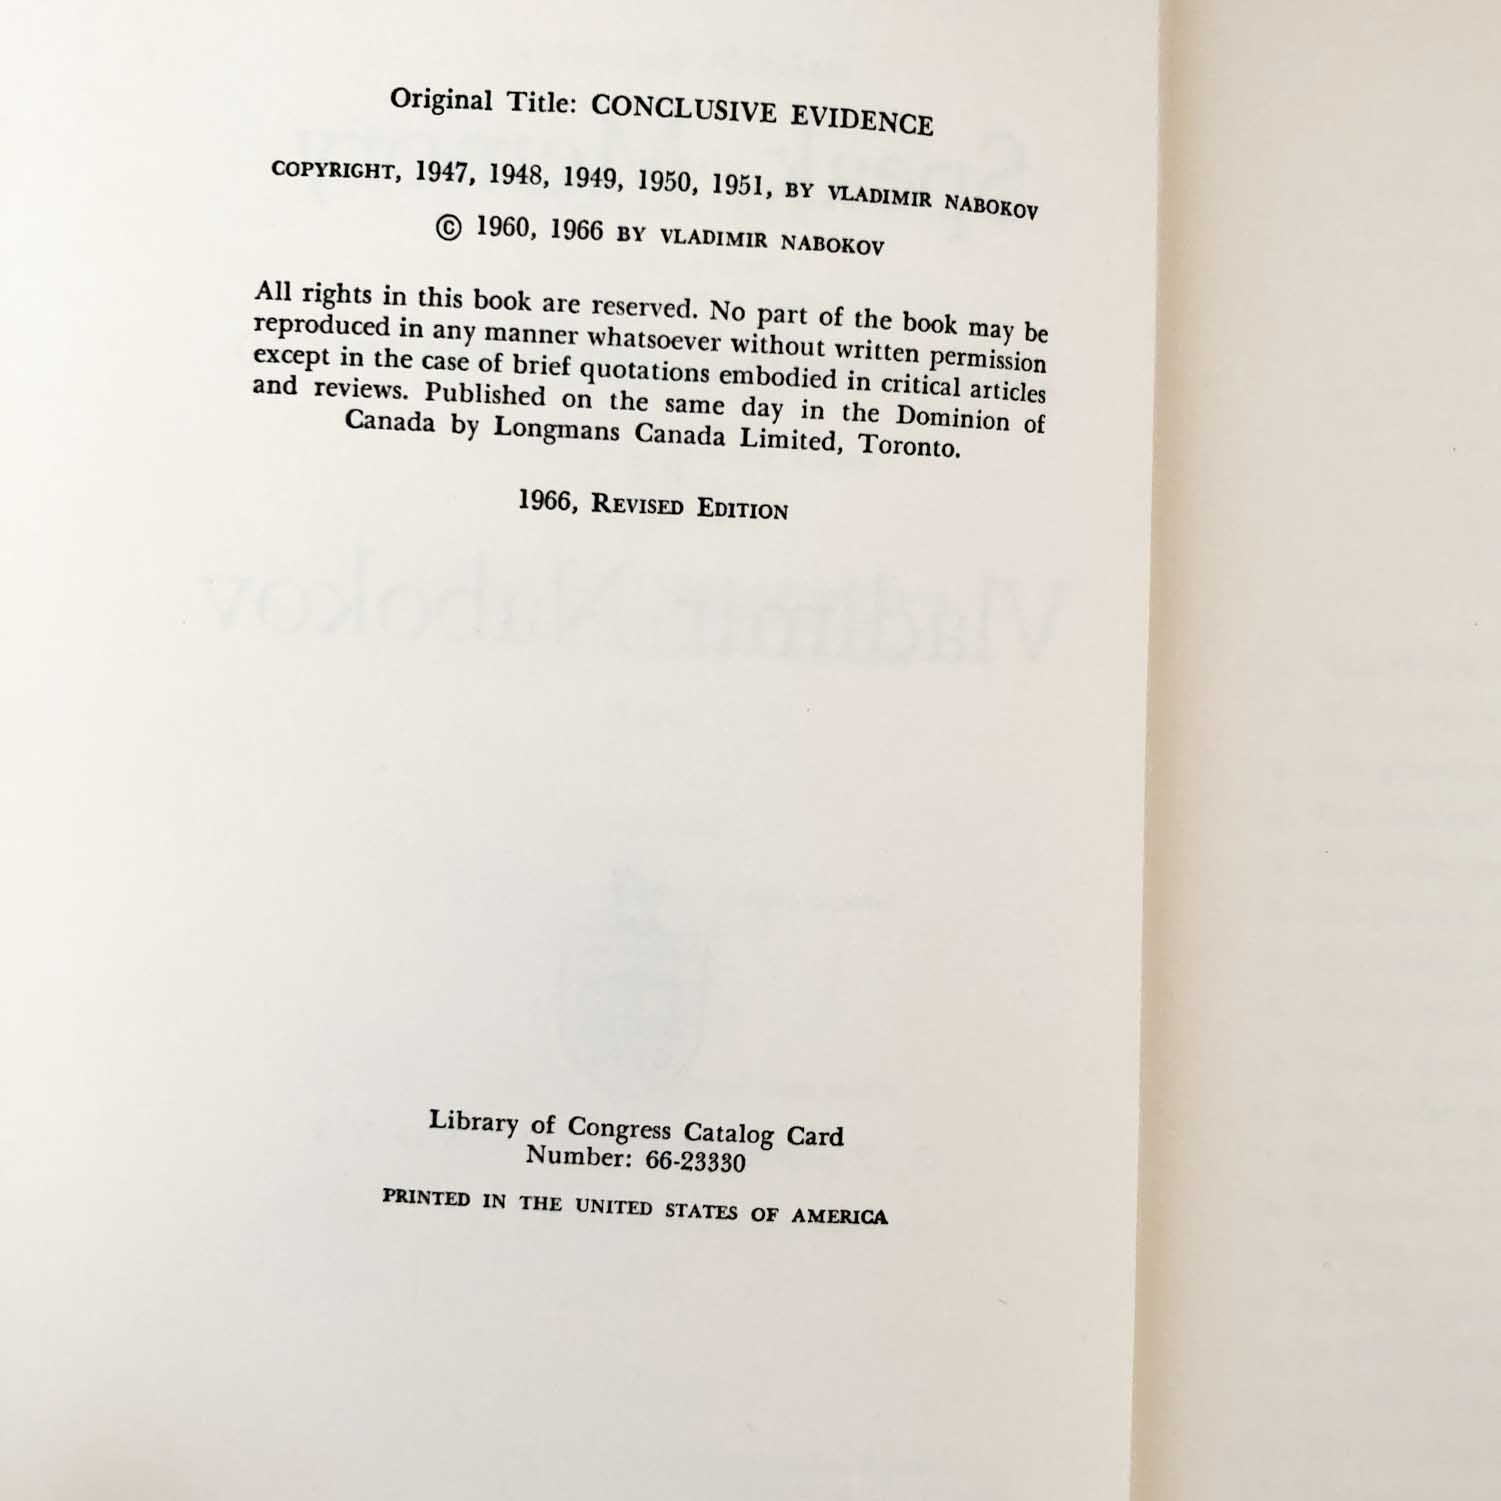 Original Title: CONCLUSIVE EVIDENCE
COPYRIGHT, 1947, 1948, 1949, 1950, 1951, BY VLADIMIR NABOKOV
© 1960, 1966 BY VLADIMIR NABOKOV
All rights in this book are reserved. No part of the book may be
reproduced in any manner whatsoever without written permission
except in the case of brief quotations embodied in critical articles
and reviews. Published on the same day in the Dominion of
Canada by Longmans Canada Limited, Toronto.
1966, REVISED EDITION
Vladimir Nabokov
Library of Congress Catalog Card
Number: 66-23330
PRINTED IN THE UNITED STATES OF AMERICA